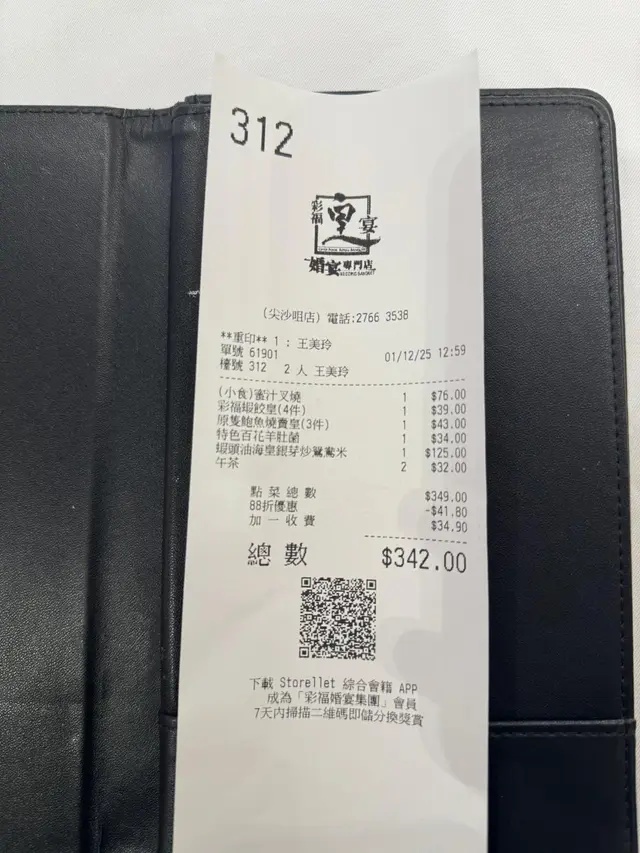 312
彩福
皇
宴
婚宴專門店
WEDDING BANQUET
(尖沙咀店) 電話:2766 3538
**重印** 1 : 王美玲
單號 61901 01/12/25 12:59
檯號 312 2 人 王美玲
(小食)蜜汁叉燒 1 $76.00
彩福蝦餃皇(4件) 1 $39.00
原隻鮑魚燒賣皇(3件) 1 $43.00
特色百花羊肚菌 1 $34.00
蝦頭油海皇銀芽炒鴛鴦米 1 $125.00
午茶 2 $32.00
點菜總數 $349.00
88折優惠 -$41.80
加一收費 $34.90
總數 $342.00
下載 Storellet 綜合會籍 APP
成為「彩福婚宴集團」會員
7天內掃描二維碼即儲分換獎賞